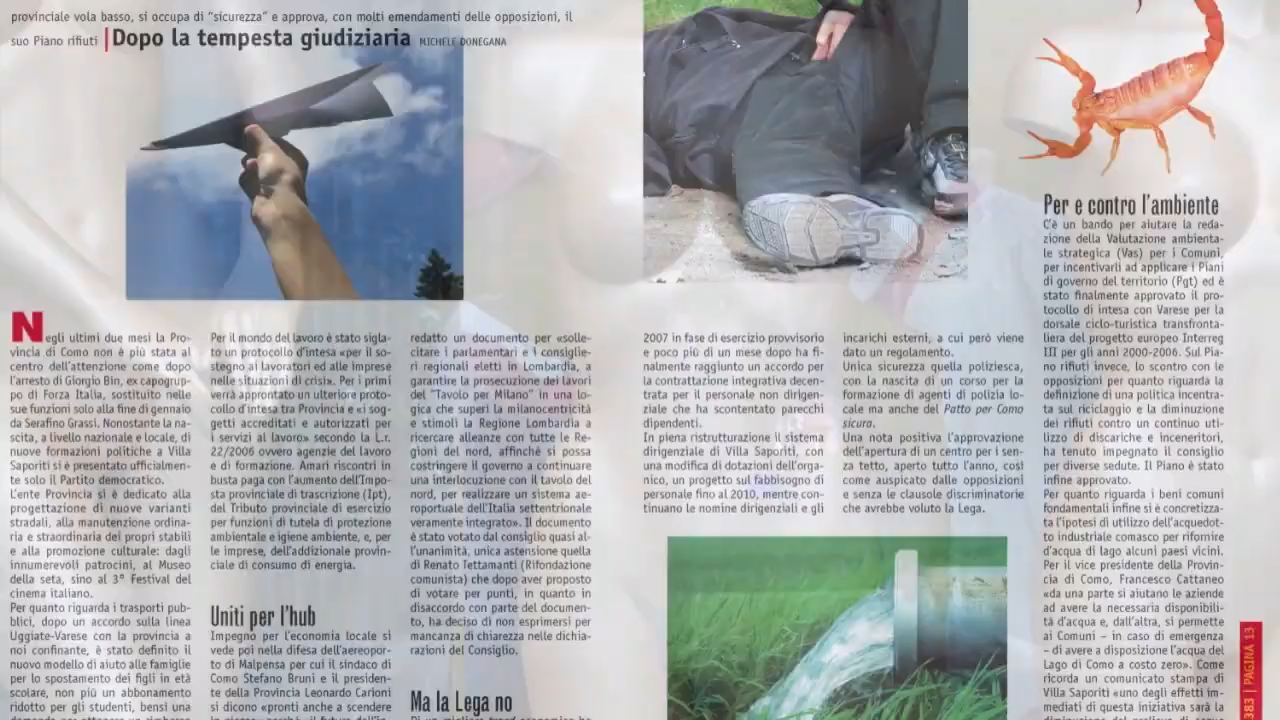 provinciale vola basso, si occupa di “sicurezza” e approva, con molti emendamenti delle opposizioni, il
suo Piano rifiuti | Dopo la tempesta giudiziaria MICHELE DONEGANA
Negli ultimi due mesi la Pro-
vincia di Como non è più stata al
centro dell'attenzione come dopo
l'arresto di Giorgio Bin, ex capogrup-
po di Forza Italia, sostituito nelle
sue funzioni solo alla fine di gennaio
da Serafino Grassi. Nonostante la na-
scita, a livello nazionale e locale, di
nuove formazioni politiche a Villa
Saporiti si è presentato ufficialmen-
te solo il Partito democratico.
L'ente Provincia si è dedicato alla
progettazione di nuove varianti
stradali, alla manutenzione ordina-
ria e straordinaria dei propri stabili
e alla promozione culturale: dagli
innumerevoli patrocini, al Museo
della seta, sino al 3° Festival del
cinema italiano.
Per quanto riguarda i trasporti pub-
blici, dopo un accordo sulla linea
Uggiate-Varese con la provincia a
noi confinante, è stato definito il
nuovo modello di aiuto alle famiglie
per lo spostamento dei figli in età
scolare, non più un abbonamento
ridotto per gli studenti, bensì una
Per il mondo del lavoro è stato sigla-
to un protocollo d'intesa «per il so-
stegno ai lavoratori ed alle imprese
nelle situazioni di crisi». Per i primi
verrà approntato un ulteriore proto-
collo d'intesa tra Provincia e «i sog-
getti accreditati e autorizzati per
i servizi al lavoro» secondo la L.r.
22/2006 ovvero agenzie del lavoro
e di formazione. Amari riscontri in
busta paga con l'aumento dell'Impo-
sta provinciale di trascrizione (Ipt),
del Tributo provinciale di esercizio
per funzioni di tutela di protezione
ambientale e igiene ambiente, e, per
le imprese, dell'addizionale provin-
ciale di consumo di energia.
Uniti per l'hub
Impegno per l'economia locale si
vede poi nella difesa dell'aereopor-
to di Malpensa per cui il sindaco di
Como Stefano Bruni e il presiden-
te della Provincia Leonardo Carioni
si dicono «pronti anche a scendere
redatto un documento per «solle-
citare i parlamentari e i consiglie-
ri regionali eletti in Lombardia, a
garantire la prosecuzione dei lavori
del “Tavolo per Milano” in una lo-
gica che superi la milanocentricità
e stimoli la Regione Lombardia a
ricercare alleanze con tutte le Re-
gioni del nord, affinché si possa
costringere il governo a continuare
una interlocuzione con il tavolo del
nord, per realizzare un sistema ae-
roportuale dell'Italia settentrionale
veramente integrato». Il documento
è stato votato dal consiglio quasi al-
l'unanimità, unica astensione quella
di Renato Tettamanti (Rifondazione
comunista) che dopo aver proposto
di votare per punti, in quanto in
disaccordo con parte del documen-
to, ha deciso di non esprimersi per
mancanza di chiarezza nelle dichia-
razioni del Consiglio.
Ma la Lega no
2007 in fase di esercizio provvisorio
e poco più di un mese dopo ha fi-
nalmente raggiunto un accordo per
la contrattazione integrativa decen-
trata per il personale non dirigen-
ziale che ha scontentato parecchi
dipendenti.
In piena ristrutturazione il sistema
dirigenziale di Villa Saporiti, con
una modifica di dotazioni dell'orga-
nico, un progetto sul fabbisogno di
personale fino al 2010, mentre con-
tinuano le nomine dirigenziali e gli
incarichi esterni, a cui però viene
dato un regolamento.
Unica sicurezza quella poliziesca,
con la nascita di un corso per la
formazione di agenti di polizia lo-
cale ma anche del Patto per Como
sicura.
Una nota positiva l'approvazione
dell'apertura di un centro per i sen-
za tetto, aperto tutto l'anno, così
come auspicato dalle opposizioni
e senza le clausole discriminatorie
che avrebbe voluto la Lega.
Per e contro l'ambiente
C'è un bando per aiutare la reda-
zione della Valutazione ambienta-
le strategica (Vas) per i Comuni,
per incentivarli ad applicare i Piani
di governo del territorio (Pgt) ed è
stato finalmente approvato il pro-
tocollo di intesa con Varese per la
dorsale ciclo-turistica transfronta-
liera del progetto europeo Interreg
III per gli anni 2000-2006. Sul Pia-
no rifiuti invece, lo scontro con le
opposizioni per quanto riguarda la
definizione di una politica incentra-
ta sul riciclaggio e la diminuzione
dei rifiuti contro un continuo uti-
lizzo di discariche e inceneritori,
ha tenuto impegnato il consiglio
per diverse sedute. Il Piano è stato
infine approvato.
Per quanto riguarda i beni comuni
fondamentali infine si è concretizza-
ta l'ipotesi di utilizzo dell'acquedot-
to industriale comasco per rifornire
d'acqua di lago alcuni paesi vicini.
Per il vice presidente della Provin-
cia di Como, Francesco Cattaneo
«da una parte si aiutano le aziende
ad avere la necessaria disponibili-
tà d'acqua e, dall'altra, si permette
ai Comuni – in caso di emergenza
– di avere a disposizione l'acqua del
Lago di Como a costo zero». Come
ricorda un comunicato stampa di
Villa Saporiti «uno degli effetti im-
mediati di questa iniziativa sarà la
383 | PAGINA 13